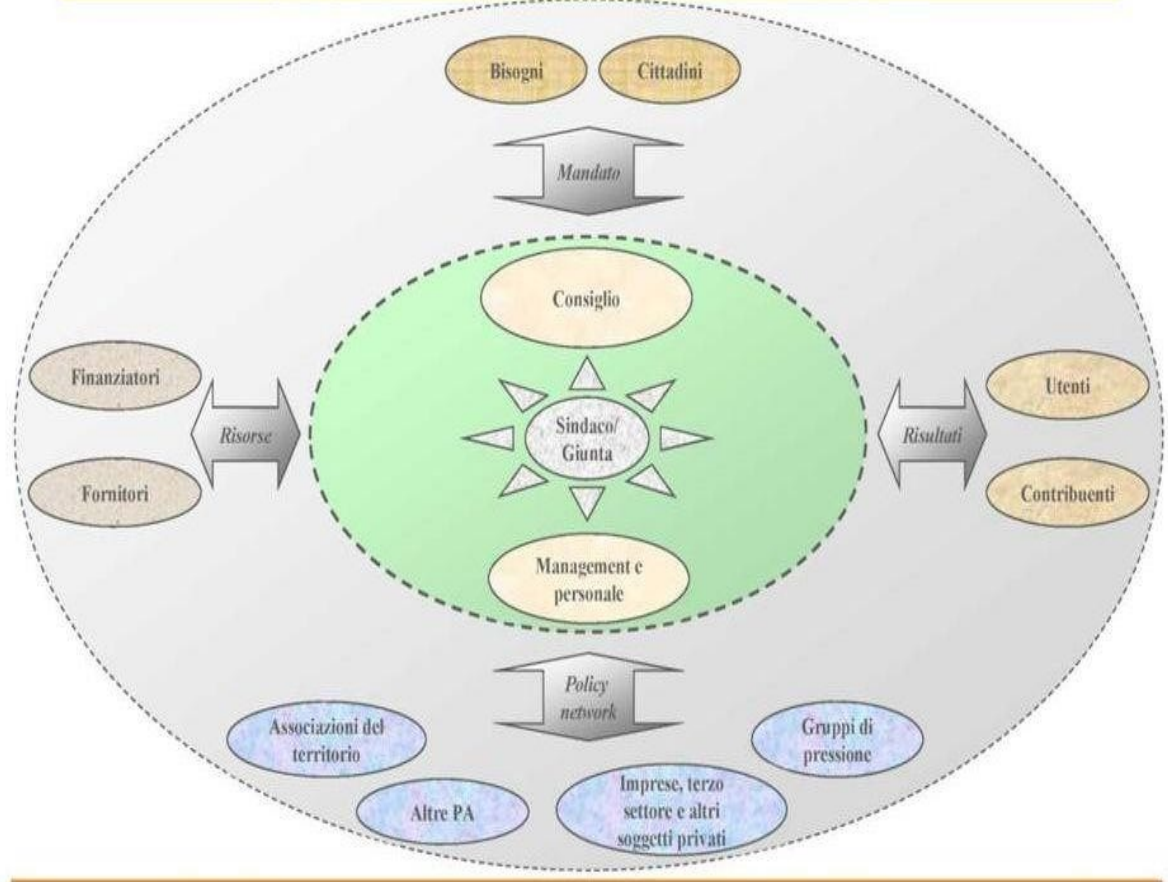 Bisogni
Cittadini
Mandato
Consiglio
Finanziatori
Utenti
Risorse
Sindaco/
Giunta
Risultati
Fornitori
Contribuenti
Management e
personale
Policy
network
Associazioni del
territorio
Gruppi di
pressione
Altre PA
Imprese, terzo
settore e altri
soggetti privati